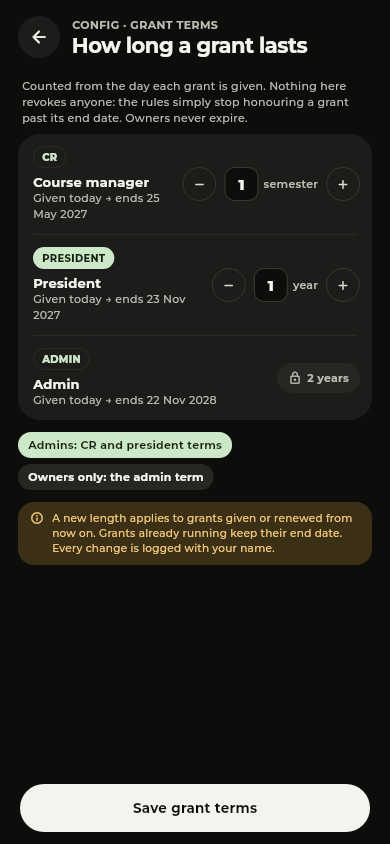 CONFIG · GRANT TERMS
How long a grant lasts
Counted from the day each grant is given. Nothing here
revokes anyone: the rules simply stop honouring a grant
past its end date. Owners never expire.
CR
Course manager
Given today → ends 25
May 2027
− 1 semester +
PRESIDENT
President
Given today → ends 23 Nov
2027
− 1 year +
ADMIN
Admin
Given today → ends 22 Nov 2028
2 years
Admins: CR and president terms
Owners only: the admin term
A new length applies to grants given or renewed from
now on. Grants already running keep their end date.
Every change is logged with your name.
Save grant terms